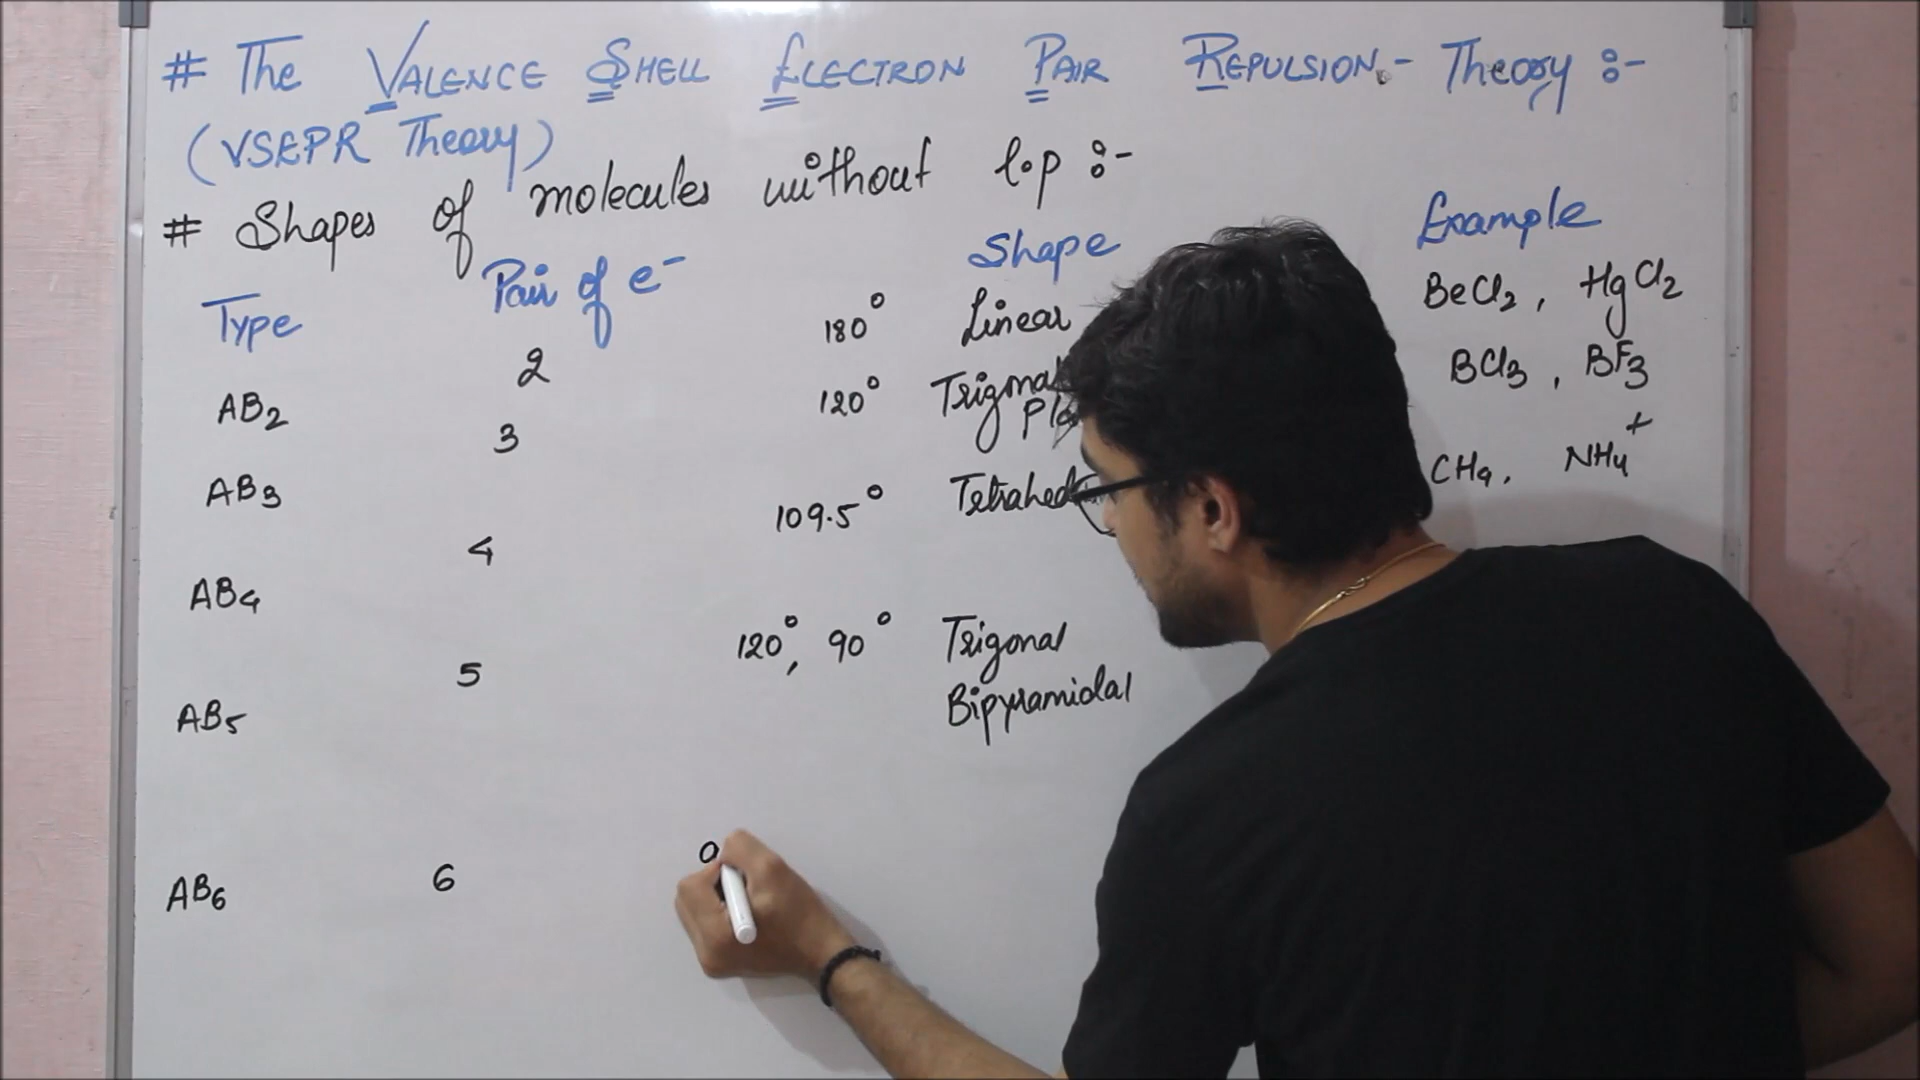 # The VALENCE SHELL ELECTRON PAIR REPULSION - Theory :-
(VSEPR Theory)
# Shapes of molecules without l.p :-
Type Pair of e⁻ Shape Example
AB₂ 2 180° Linear BeCl₂, HgCl₂
AB₃ 3 120° Trigonal BCl₃, BF₃
AB₄ 4 109.5° CH₄, NH₄⁺
AB₅ 5 120°, 90° Trigonal
Bipyramidal
AB₆ 6